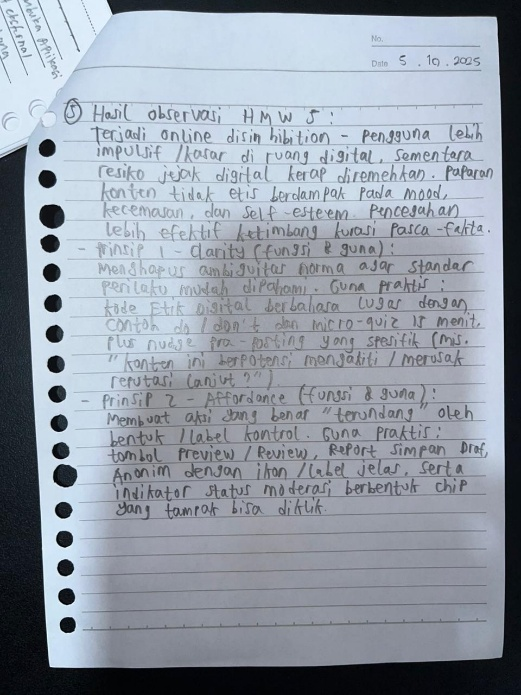 mbuka Aplikasi
eksternal
No.
Date 5 . 10 . 2025
⑤ Hasil observasi HMW 5 :
Terjadi online disinhibition - Pengguna lebih
impulsif / kasar di ruang digital, sementara
resiko jejak digital kerap diremehkan. Paparan
konten tidak etis berdampak pada mood,
kecemasan, dan self-esteem. Pencegahan
lebih efektif ketimbang kurasi pasca-fakta.
- Prinsip 1 - Clarity (fungsi & guna) :
Menghapus ambiguitas norma agar standar
perilaku mudah dipahami. Guna praktis :
kode Etik Digital berbahasa lugas dengan
contoh do / don't dan micro-quiz 15 menit,
plus nudge pra-posting yang spesifik (mis.
"konten ini berpotensi mengakiti / merusak
reputasi lanjut ?")
- Prinsip 2 - Affordance (fungsi & guna) :
Membuat aksi yang benar "terundang" oleh
bentuk / label kontrol. Guna praktis :
tombol Preview / Review, Report simpan Draf,
Anonim dengan ikon / label jelas, serta
indikator status moderasi berbentuk chip
yang tampak bisa diklik.